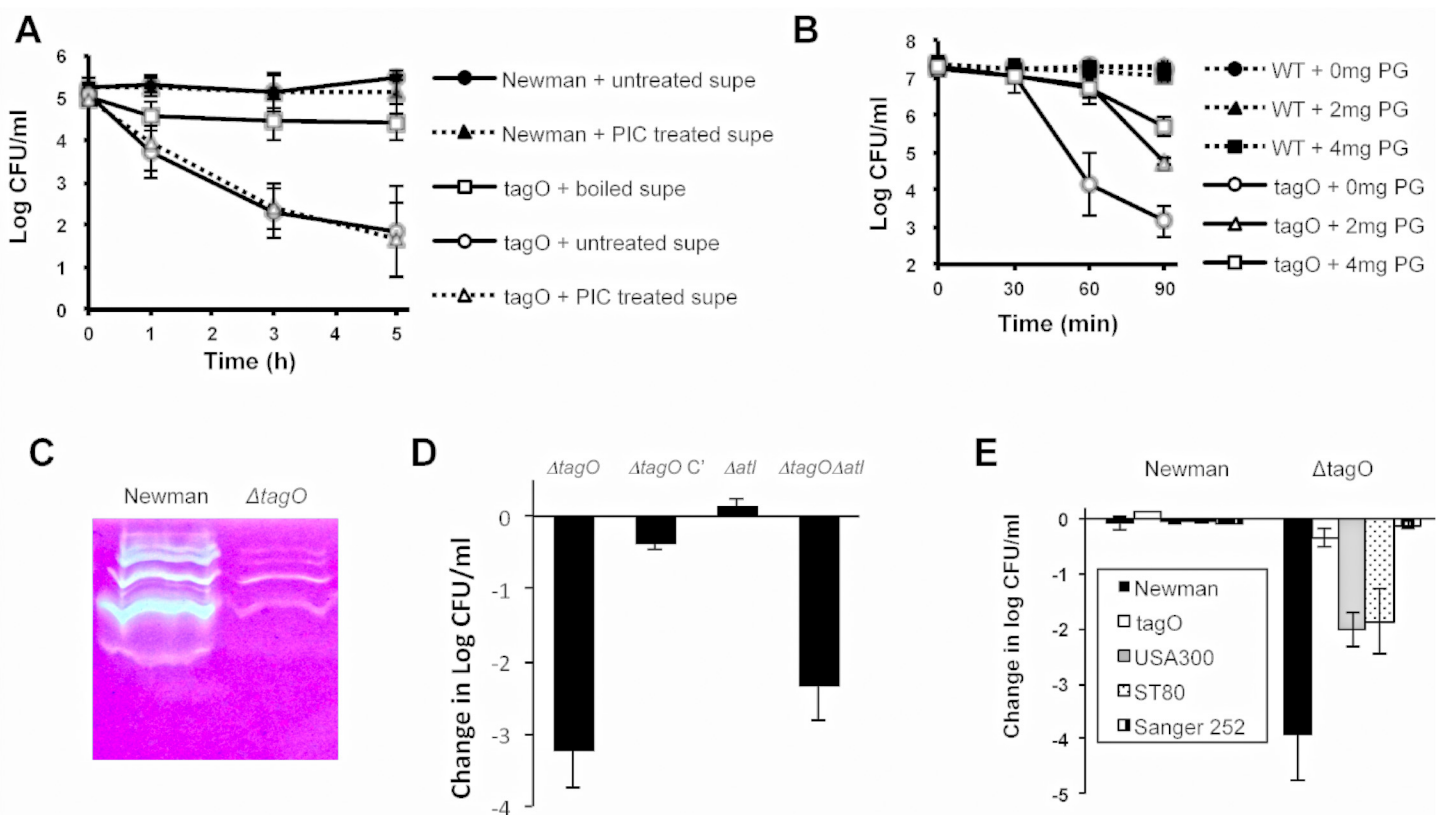 A
6
5
4
3
2
1
0
0 1 2 3 4 5
Log CFU/ml
Time (h)
Newman + untreated supe
Newman + PIC treated supe
tagO + boiled supe
tagO + untreated supe
tagO + PIC treated supe
B
8
7
6
5
4
3
2
0 30 60 90
Log CFU/ml
Time (min)
WT + 0mg PG
WT + 2mg PG
WT + 4mg PG
tagO + 0mg PG
tagO + 2mg PG
tagO + 4mg PG
C
Newman ΔtagO
D
ΔtagO ΔtagO C' Δatl ΔtagOΔatl
0
-1
-2
-3
-4
Change in Log CFU/ml
E
Newman ΔtagO
0
-1
-2
-3
-4
-5
Change in log CFU/ml
Newman
tagO
USA300
ST80
Sanger 252